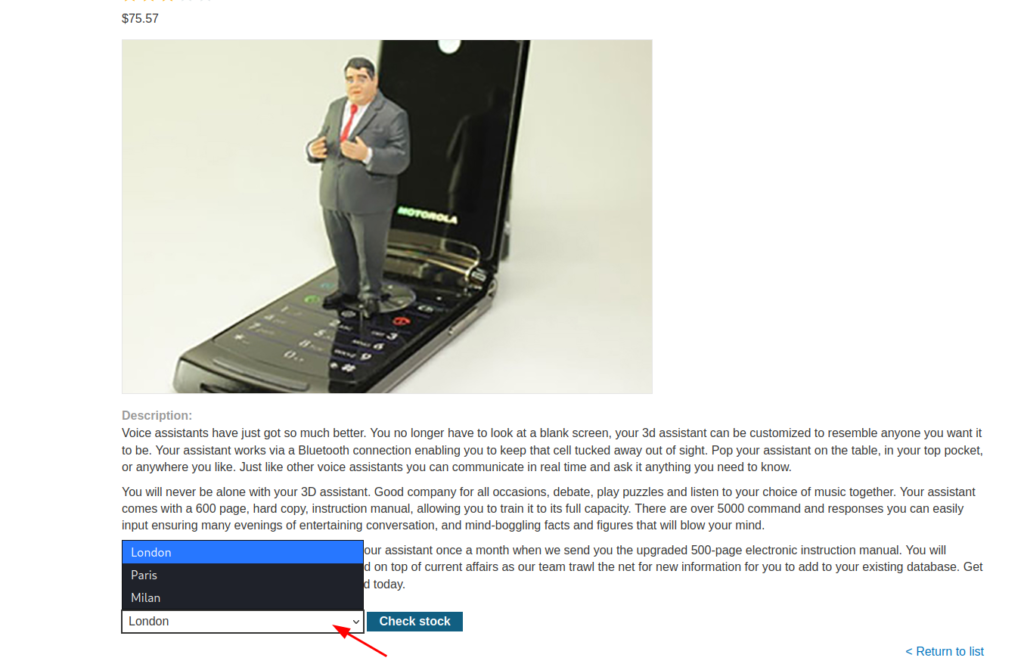 $75.57
MOTOROLA
Description:
Voice assistants have just got so much better. You no longer have to look at a blank screen, your 3d assistant can be customized to resemble anyone you want it
to be. Your assistant works via a Bluetooth connection enabling you to keep that cell tucked away out of sight. Pop your assistant on the table, in your top pocket,
or anywhere you like. Just like other voice assistants you can communicate in real time and ask it anything you need to know.
You will never be alone with your 3D assistant. Good company for all occasions, debate, play puzzles and listen to your choice of music together. Your assistant
comes with a 600 page, hard copy, instruction manual, allowing you to train it to its full capacity. There are over 5000 command and responses you can easily
input ensuring many evenings of entertaining conversation, and mind-boggling facts and figures that will blow your mind.
London
our assistant once a month when we send you the upgraded 500-page electronic instruction manual. You will
Paris
d on top of current affairs as our team trawl the net for new information for you to add to your existing database. Get
Milan
d today.
London
Check stock
< Return to list